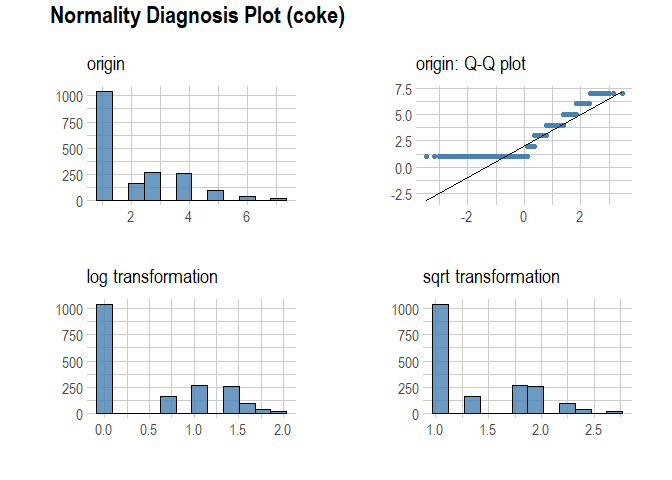 Normality Diagnosis Plot (coke)
origin
1000
750
500
250
0
2 4 6
origin: Q-Q plot
7.5
5.0
2.5
0.0
-2.5
-2 0 2
log transformation
1000
750
500
250
0
0.0 0.5 1.0 1.5 2.0
sqrt transformation
1000
750
500
250
0
1.0 1.5 2.0 2.5